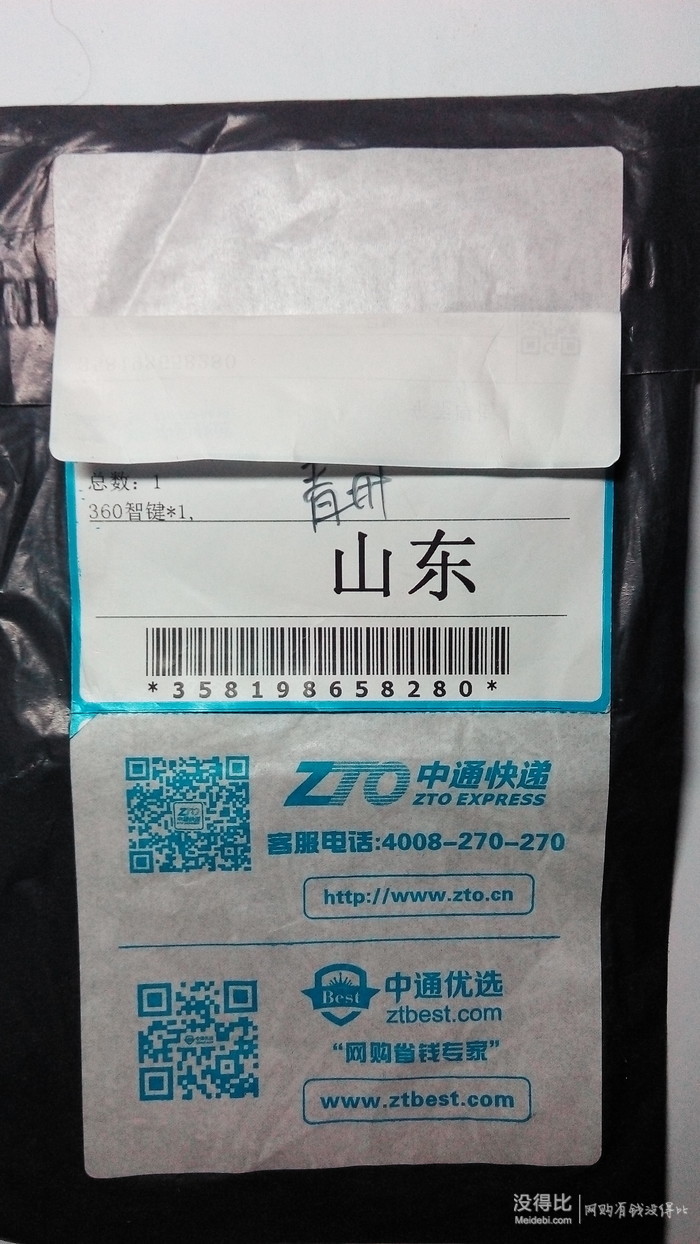 总数: 1
360智键*1,
山东
*358198658280*
ZTO 中通快递
ZTO EXPRESS
客服电话:4008-270-270
http://www.zto.cn
Best 中通优选
ztbest.com
“网购省钱专家”
www.ztbest.com
没得比 网购有钱没得比
Meidebi.com